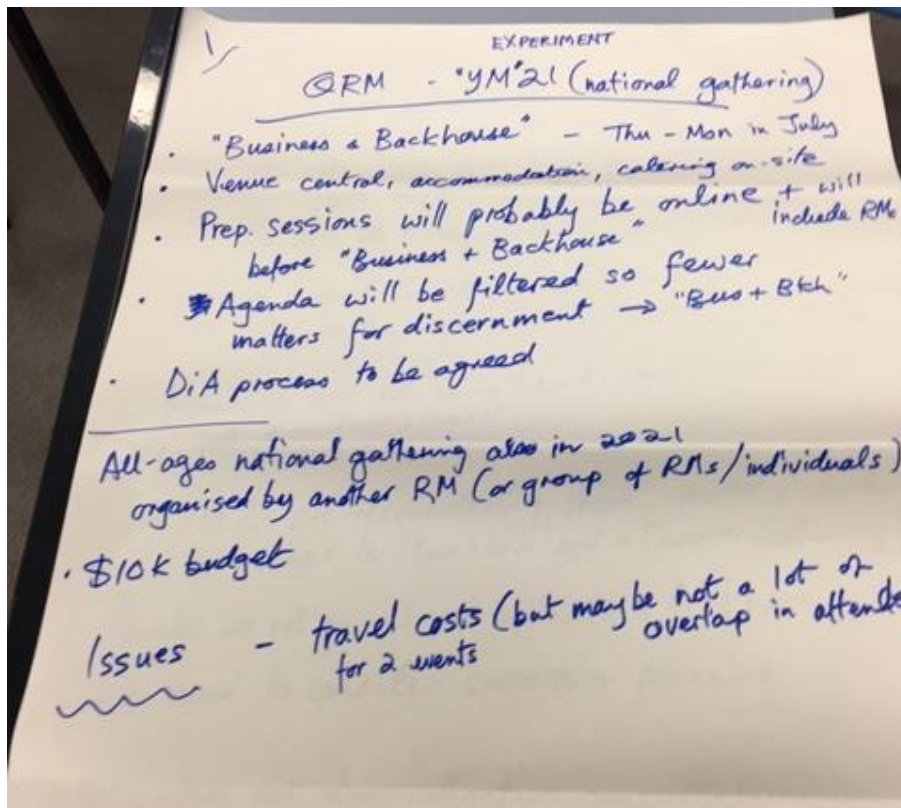 1/
EXPERIMENT
QRM - "YM"21 (national gathering)
· "Business & Backhouse" - Thu - Mon in July
· Venue central, accommodation, catering on-site
· Prep. sessions will probably be online + will
include RMs
before "Business + Backhouse"
· Agenda will be filtered so fewer
matters for discernment → "Bus + Bkh"
· DiA process to be agreed
All-ages national gathering also in 2021
organised by another RM (or group of RMs/individuals)
· $10K budget
Issues - travel costs (but maybe not a lot of
for 2 events overlap in attende